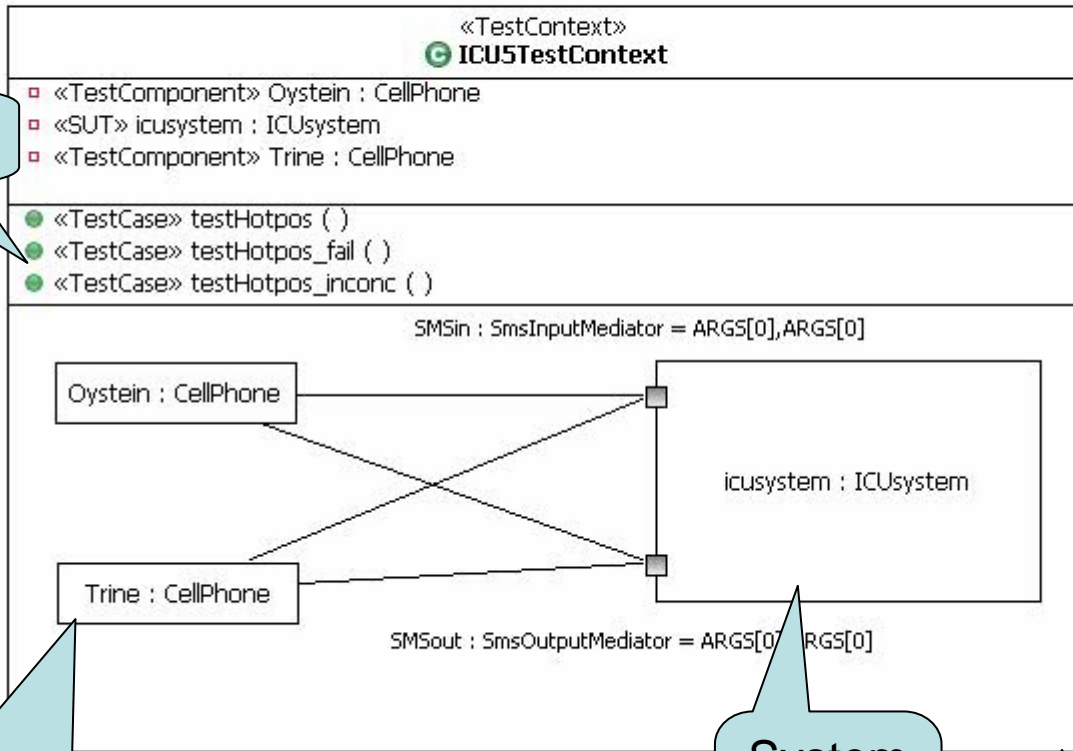 «TestContext»
ICU5TestContext
«TestComponent» Oystein : CellPhone
«SUT» icusystem : ICUsystem
«TestComponent» Trine : CellPhone
«TestCase» testHotpos ( )
«TestCase» testHotpos_fail ( )
«TestCase» testHotpos_inconc ( )
SMSin : SmsInputMediator = ARGS[0],ARGS[0]
Oystein : CellPhone
icusystem : ICUsystem
Trine : CellPhone
SMSout : SmsOutputMediator = ARGS[0] RGS[0]
System